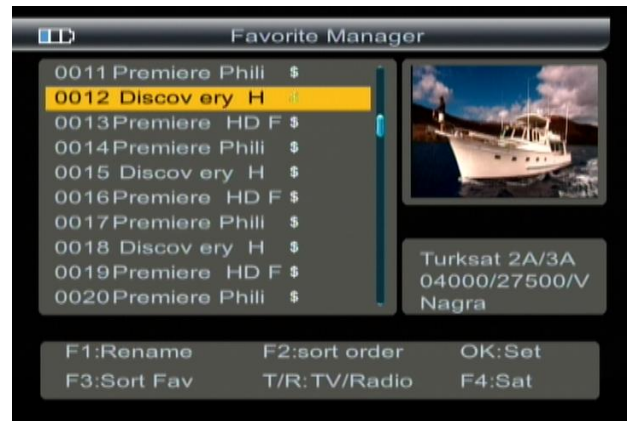 Favorite Manager
0011 Premiere Phili $
0012 Discov ery H $
0013 Premiere HD F $
0014 Premiere Phili $
0015 Discov ery H $
0016 Premiere HD F $
0017 Premiere Phili $
0018 Discov ery H $
0019 Premiere HD F $
0020 Premiere Phili $
Turksat 2A/3A
04000/27500/V
Nagra
F1:Rename F2:sort order OK:Set
F3:Sort Fav T/R:TV/Radio F4:Sat